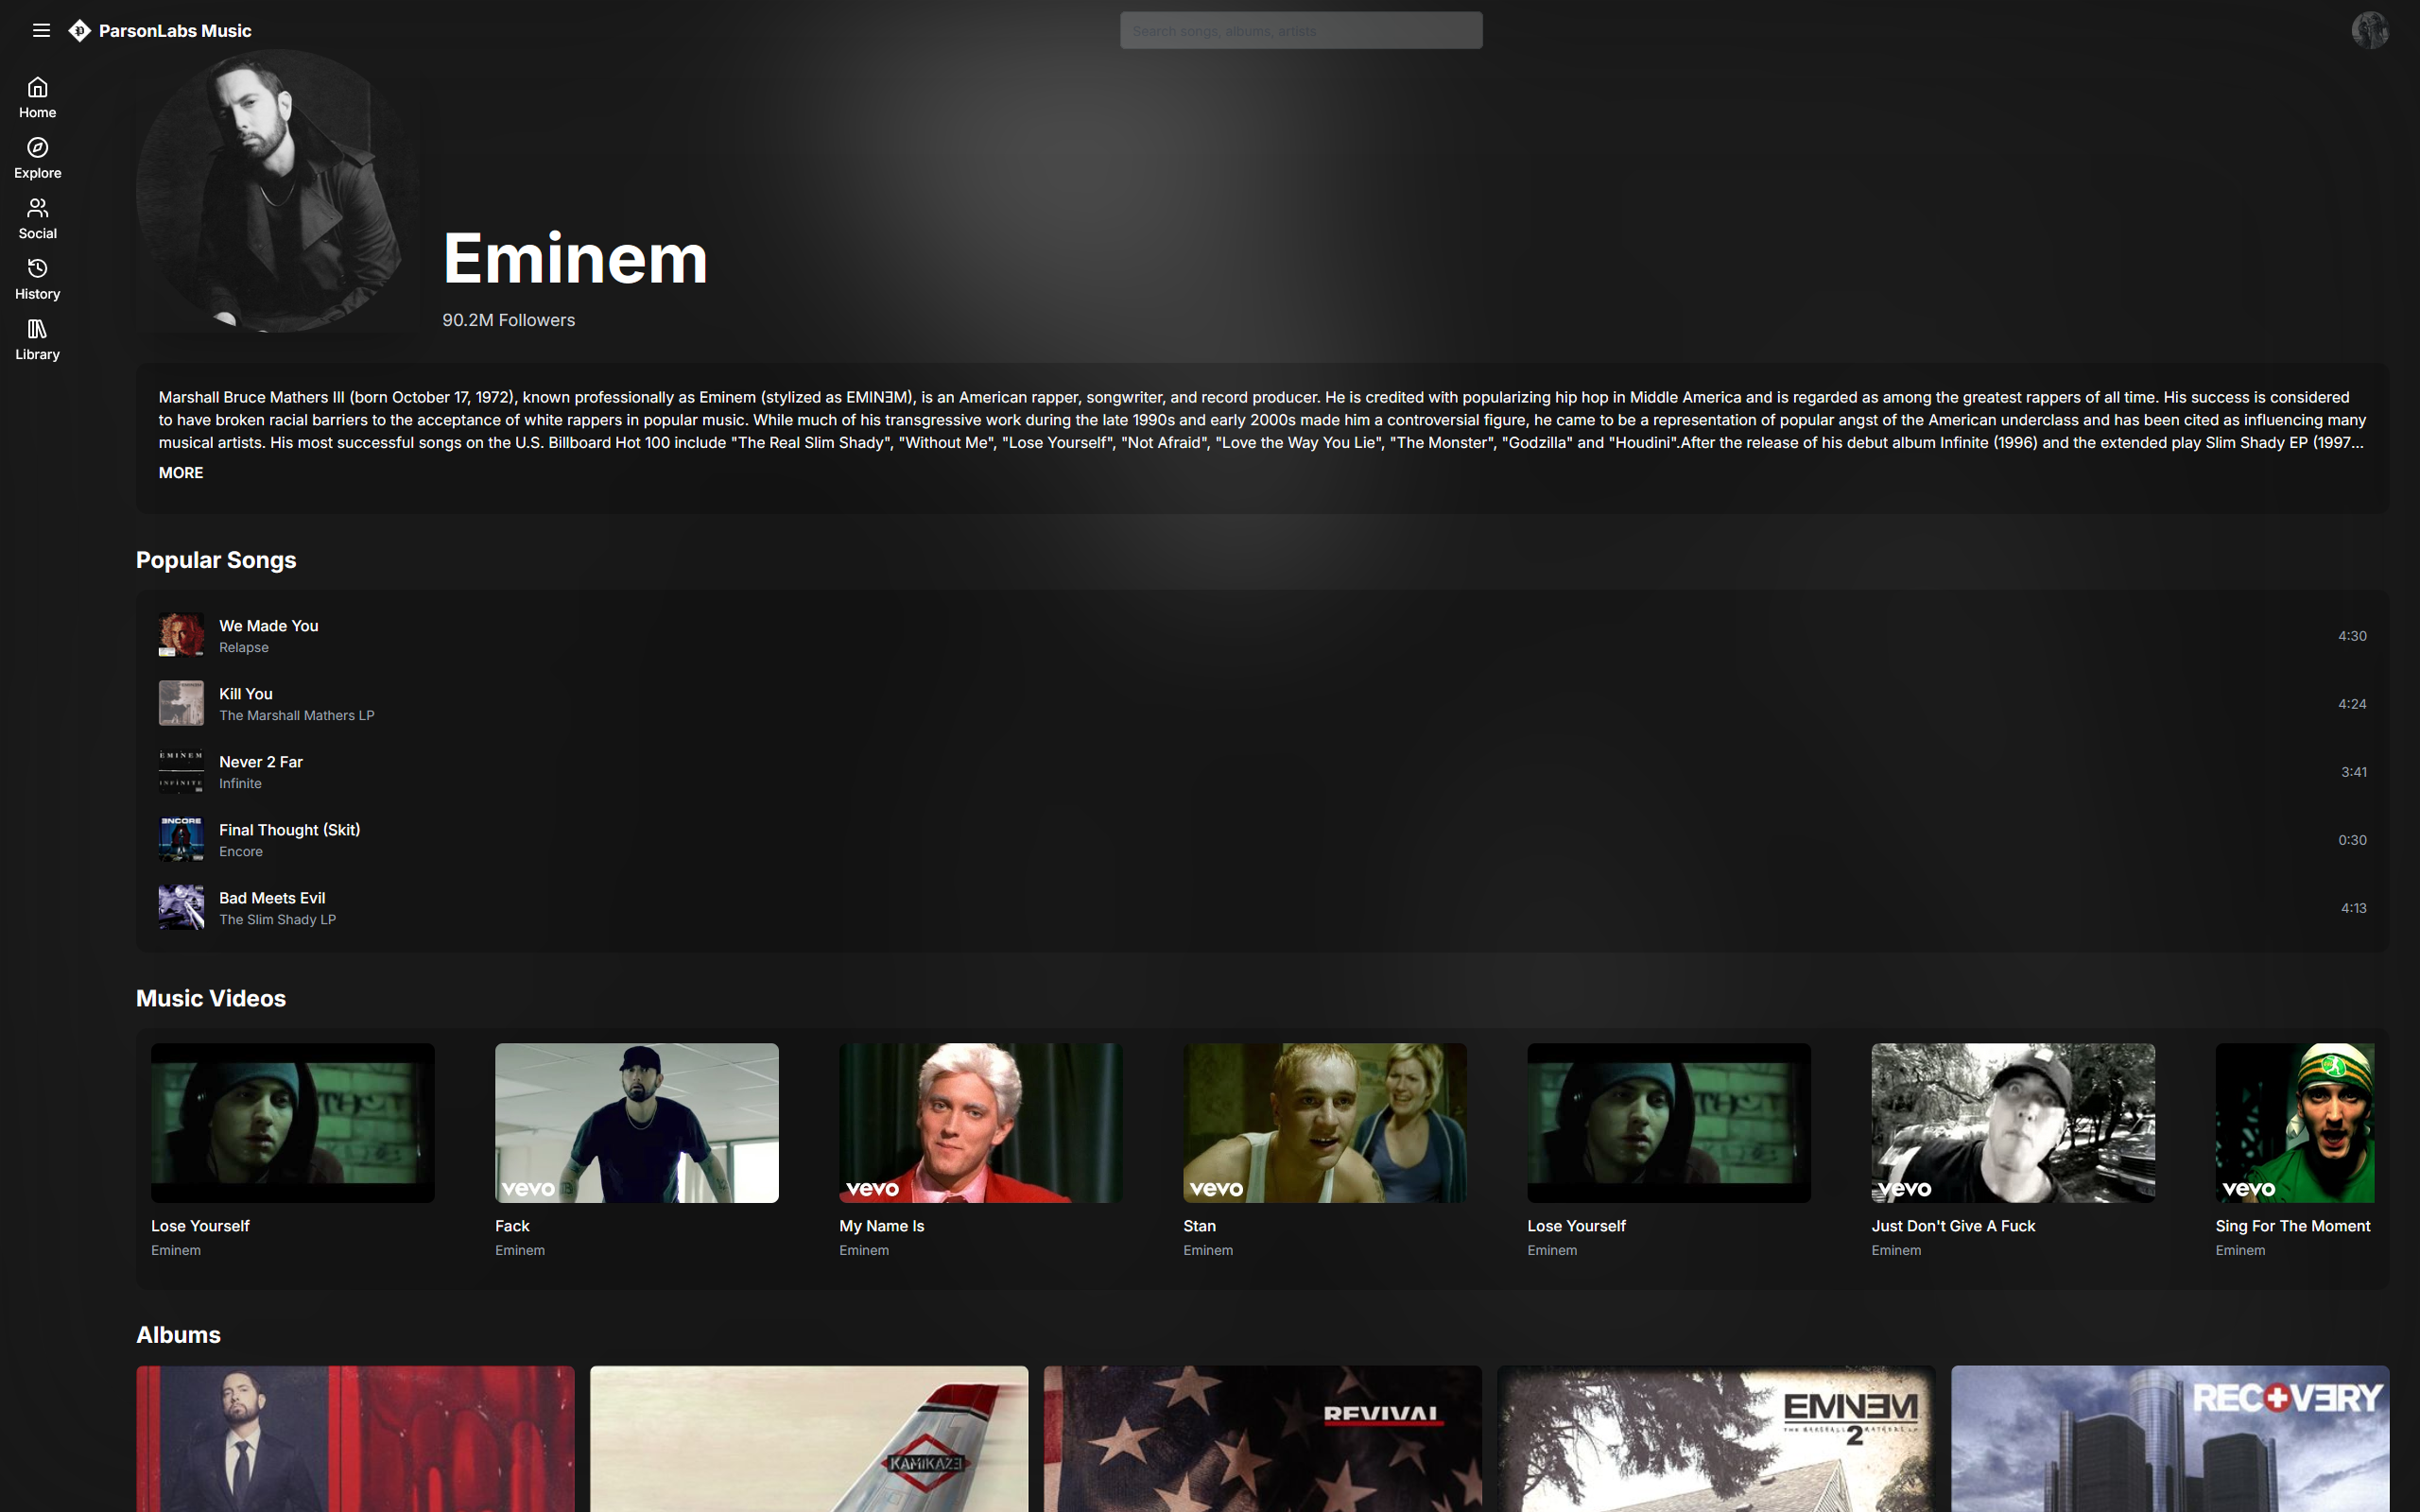 ParsonLabs Music
Search songs, albums, artists
Home
Explore
Social
History
Library
Eminem
90.2M Followers
Marshall Bruce Mathers III (born October 17, 1972), known professionally as Eminem (stylized as EMINƎM), is an American rapper, songwriter, and record producer. He is credited with popularizing hip hop in Middle America and is regarded as among the greatest rappers of all time. His success is considered
to have broken racial barriers to the acceptance of white rappers in popular music. While much of his transgressive work during the late 1990s and early 2000s made him a controversial figure, he came to be a representation of popular angst of the American underclass and has been cited as influencing many
musical artists. His most successful songs on the U.S. Billboard Hot 100 include "The Real Slim Shady", "Without Me", "Lose Yourself", "Not Afraid", "Love the Way You Lie", "The Monster", "Godzilla" and "Houdini".After the release of his debut album Infinite (1996) and the extended play Slim Shady EP (1997...
MORE
Popular Songs
We Made You
Relapse
4:30
Kill You
The Marshall Mathers LP
4:24
EMINEM
INFINITE
Never 2 Far
Infinite
3:41
ƎNCORE
Final Thought (Skit)
Encore
0:30
Bad Meets Evil
The Slim Shady LP
4:13
Music Videos
vevo
vevo
vevo
vevo
vevo
Lose Yourself
Eminem
Fack
Eminem
My Name Is
Eminem
Stan
Eminem
Lose Yourself
Eminem
Just Don't Give A Fuck
Eminem
Sing For The Moment
Eminem
Albums
KAMIKAZƎ
REVIVAL
EMINƎM
THE MARSHALL MATHERS LP
2
RECOVƎRY